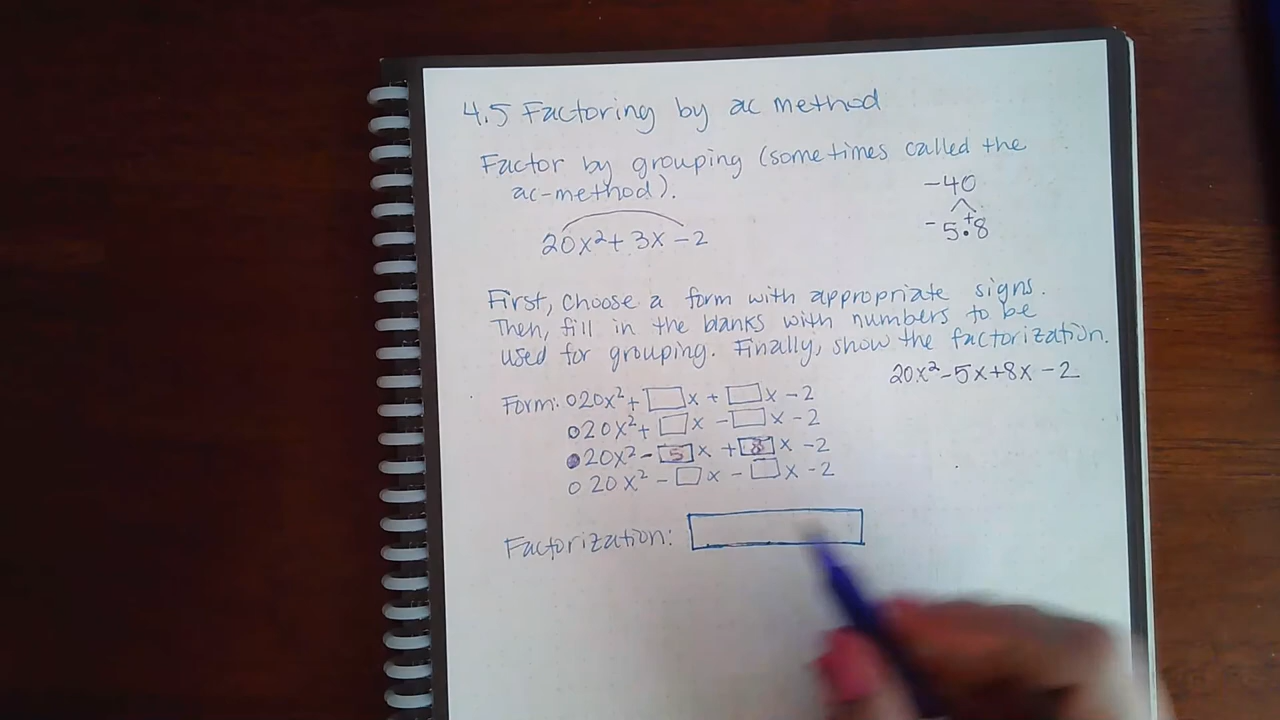 4.5 Factoring by ac method
Factor by grouping (sometimes called the
ac-method).
-40
-5 • +8
20x² + 3x - 2
First, choose a form with appropriate signs.
Then, fill in the blanks with numbers to be
used for grouping. Finally, show the factorization.
20x² - 5x + 8x - 2
Form: ○ 20x² + □x + □x - 2
○ 20x² + □x - □x - 2
● 20x² - 5x + 8x - 2
○ 20x² - □x - □x - 2
Factorization: